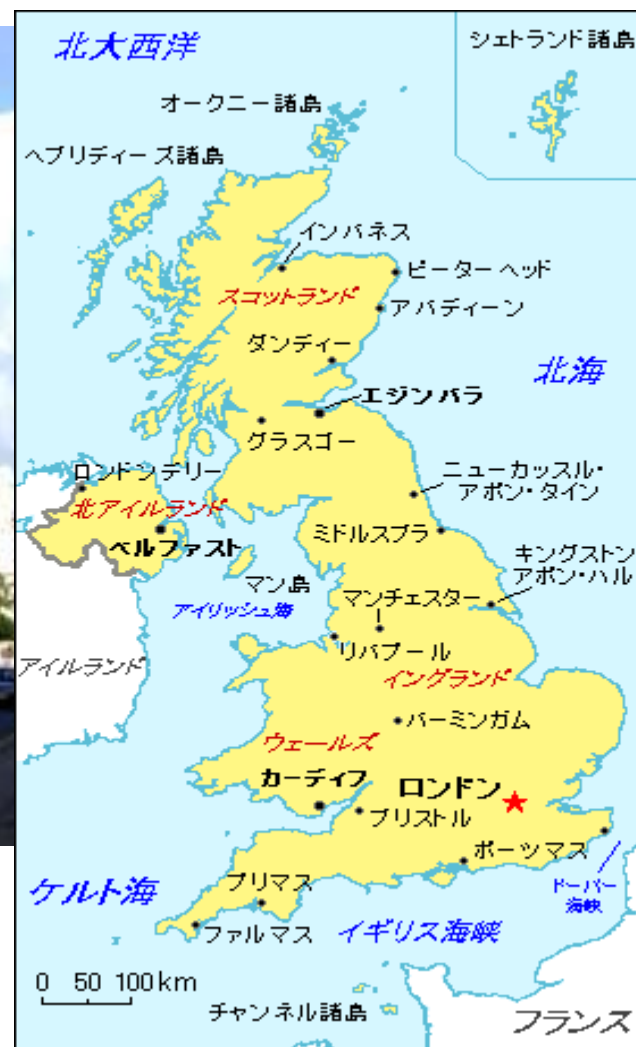 北大西洋
シェトランド諸島
オークニー諸島
ヘブリディーズ諸島
インバネス
ピーターヘッド
スコットランド
アバディーン
ダンディー
北海
エジンバラ
グラスゴー
ロンドンデリー
ニューカッスル・
アポン・タイン
北アイルランド
ミドルスブラ
ベルファスト
キングストン・
アポン・ハル
マン島
マンチェスター
アイリッシュ海
リバプール
アイルランド
イングランド
バーミンガム
ウェールズ
カーディフ
ロンドン
ブリストル
ポーツマス
ケルト海
プリマス
ドーバー
海峡
ファルマス
イギリス海峡
0 50 100km
チャンネル諸島
フランス